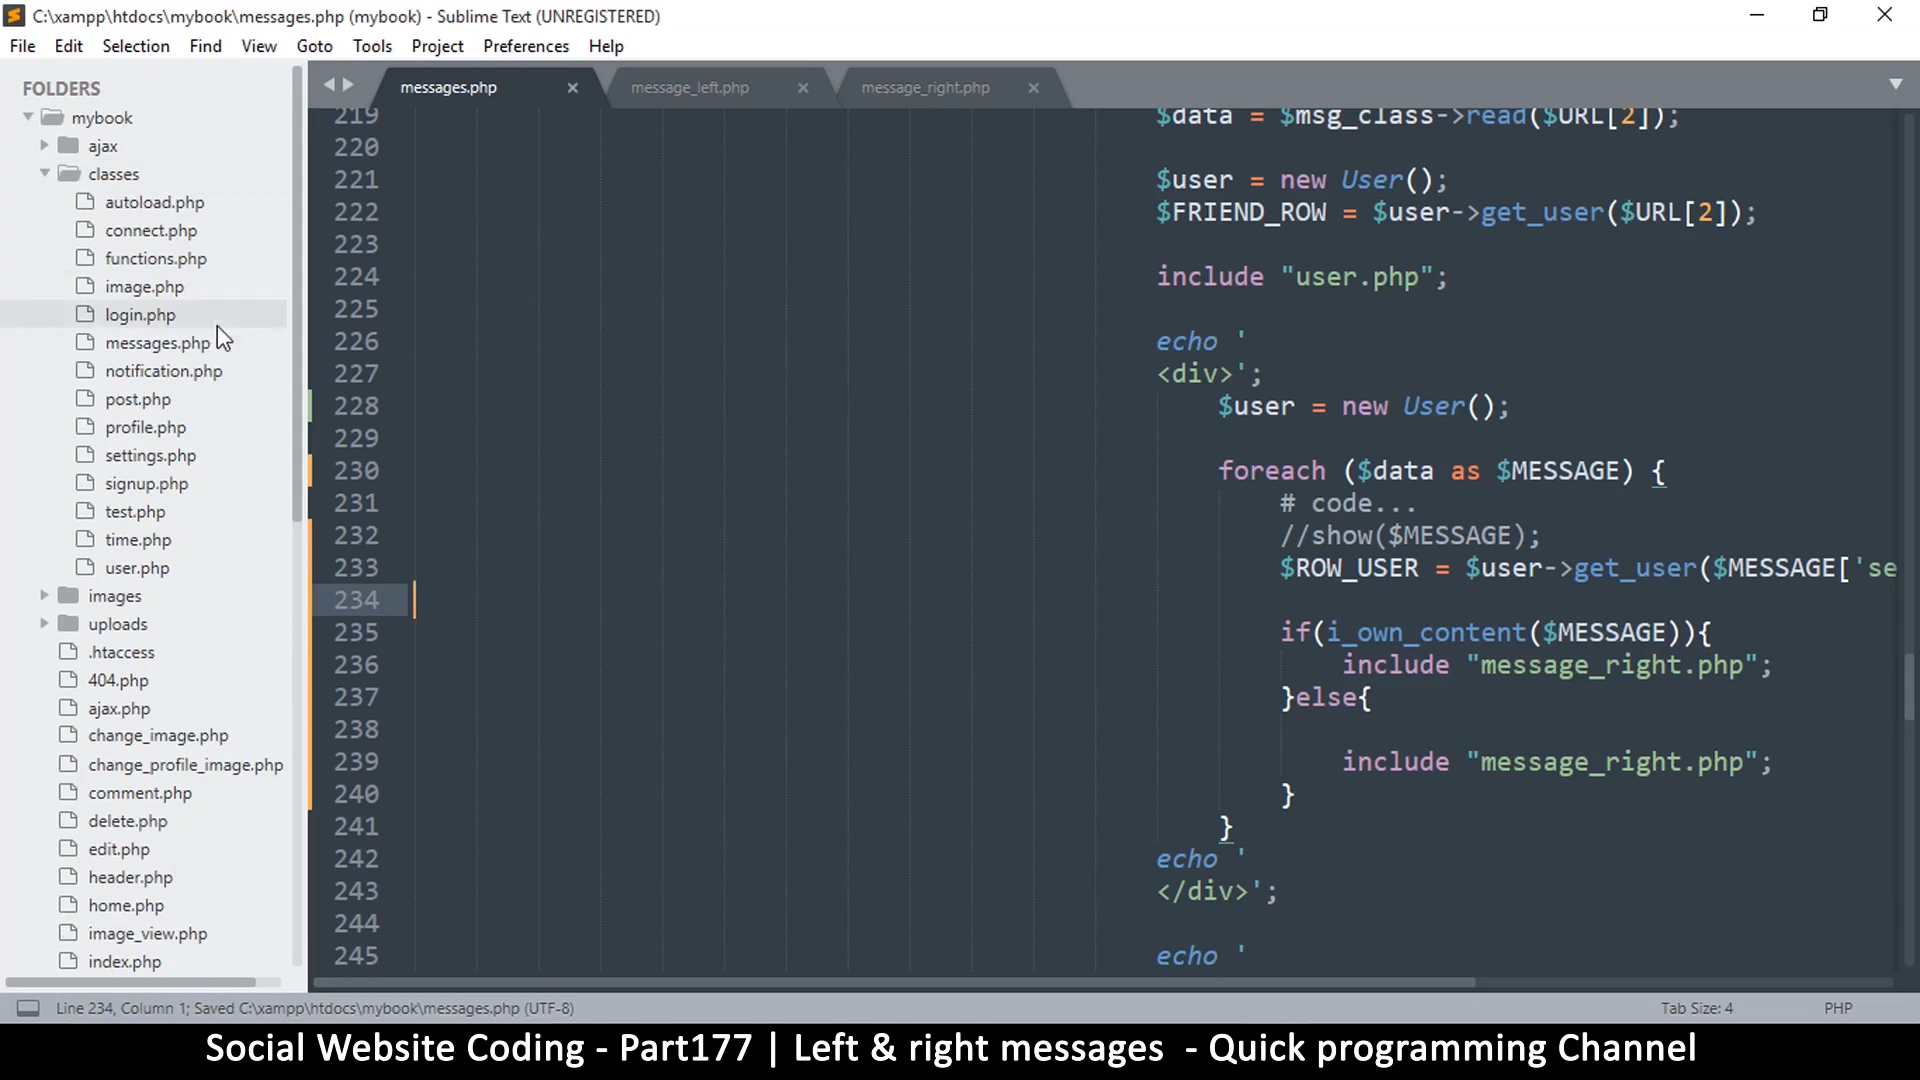 C:\xampp\htdocs\mybook\messages.php (mybook) - Sublime Text (UNREGISTERED)
File Edit Selection Find View Goto Tools Project Preferences Help
FOLDERS
mybook
ajax
classes
autoload.php
connect.php
functions.php
image.php
login.php
messages.php
notification.php
post.php
profile.php
settings.php
signup.php
test.php
time.php
user.php
images
uploads
.htaccess
404.php
ajax.php
change_image.php
change_profile_image.php
comment.php
delete.php
edit.php
header.php
home.php
image_view.php
index.php
messages.php message_left.php message_right.php
219 $data = $msg_class->read($URL[2]);
220
221 $user = new User();
222 $FRIEND_ROW = $user->get_user($URL[2]);
223
224 include "user.php";
225
226 echo '
227 <div>';
228 $user = new User();
229
230 foreach ($data as $MESSAGE) {
231 # code...
232 //show($MESSAGE);
233 $ROW_USER = $user->get_user($MESSAGE['se
234
235 if(i_own_content($MESSAGE)){
236 include "message_right.php";
237 }else{
238
239 include "message_right.php";
240 }
241 }
242 echo '
243 </div>';
244
245 echo '
Line 234, Column 1; Saved C:\xampp\htdocs\mybook\messages.php (UTF-8) Tab Size: 4 PHP
Social Website Coding - Part177 | Left & right messages - Quick programming Channel